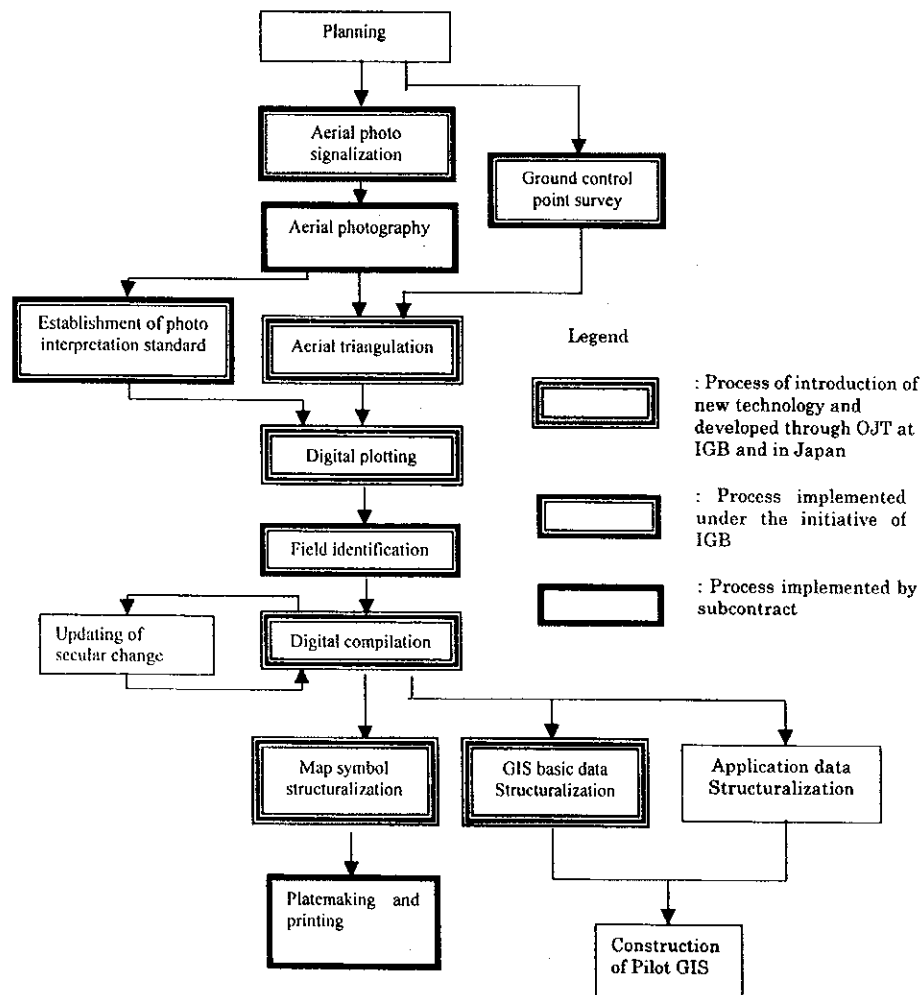 Planning
Aerial photo
signalization
Ground control
point survey
Aerial photography
Establishment of photo
interpretation standard
Aerial triangulation
Legend
: Process of introduction of
new technology and
developed through OJT at
IGB and in Japan
Digital plotting
: Process implemented
under the initiative of
IGB
Field identification
: Process implemented by
subcontract
Updating of
secular change
Digital compilation
Map symbol
structuralization
GIS basic data
Structuralization
Application data
Structuralization
Platemaking and
printing
Construction
of Pilot GIS